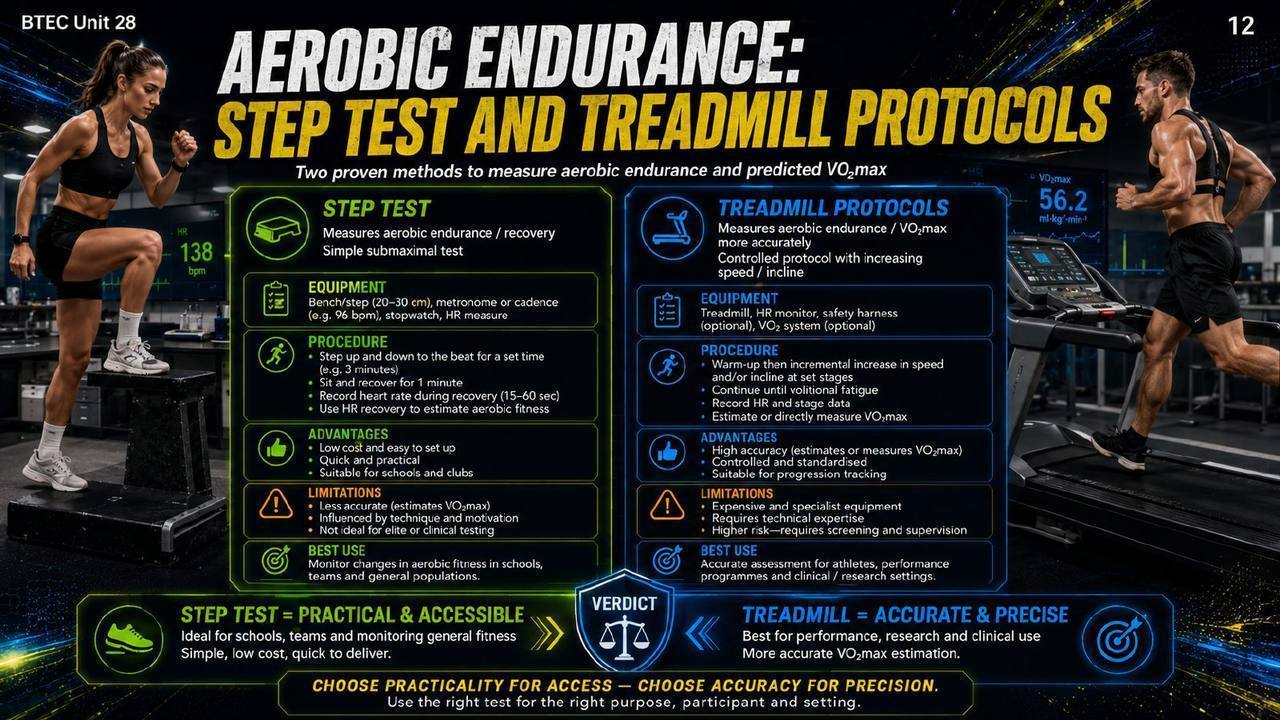 BTEC Unit 28
12
AEROBIC ENDURANCE:
STEP TEST AND TREADMILL PROTOCOLS
Two proven methods to measure aerobic endurance and predicted VO₂max
HR
138
bpm
STEP TEST
Measures aerobic endurance / recovery
Simple submaximal test
EQUIPMENT
Bench/step (20–30 cm), metronome or cadence
(e.g. 96 bpm), stopwatch, HR measure
PROCEDURE
• Step up and down to the beat for a set time
(e.g. 3 minutes)
• Sit and recover for 1 minute
• Record heart rate during recovery (15–60 sec)
• Use HR recovery to estimate aerobic fitness
ADVANTAGES
• Low cost and easy to set up
• Quick and practical
• Suitable for schools and clubs
LIMITATIONS
• Less accurate (estimates VO₂max)
• Influenced by technique and motivation
• Not ideal for elite or clinical testing
BEST USE
Monitor changes in aerobic fitness in schools,
teams and general populations.
TREADMILL PROTOCOLS
Measures aerobic endurance / VO₂max
more accurately
Controlled protocol with increasing
speed / incline
EQUIPMENT
Treadmill, HR monitor, safety harness
(optional), VO₂ system (optional)
PROCEDURE
• Warm-up then incremental increase in speed
and/or incline at set stages
• Continue until volitional fatigue
• Record HR and stage data
• Estimate or directly measure VO₂max
ADVANTAGES
• High accuracy (estimates or measures VO₂max)
• Controlled and standardised
• Suitable for progression tracking
LIMITATIONS
• Expensive and specialist equipment
• Requires technical expertise
• Higher risk—requires screening and supervision
BEST USE
Accurate assessment for athletes, performance
programmes and clinical / research settings.
HR
VO₂max
56.2
ml·kg⁻¹·min⁻¹
STEP TEST = PRACTICAL & ACCESSIBLE
Ideal for schools, teams and monitoring general fitness
Simple, low cost, quick to deliver.
VERDICT
TREADMILL = ACCURATE & PRECISE
Best for performance, research and clinical use
More accurate VO₂max estimation.
CHOOSE PRACTICALITY FOR ACCESS — CHOOSE ACCURACY FOR PRECISION.
Use the right test for the right purpose, participant and setting.